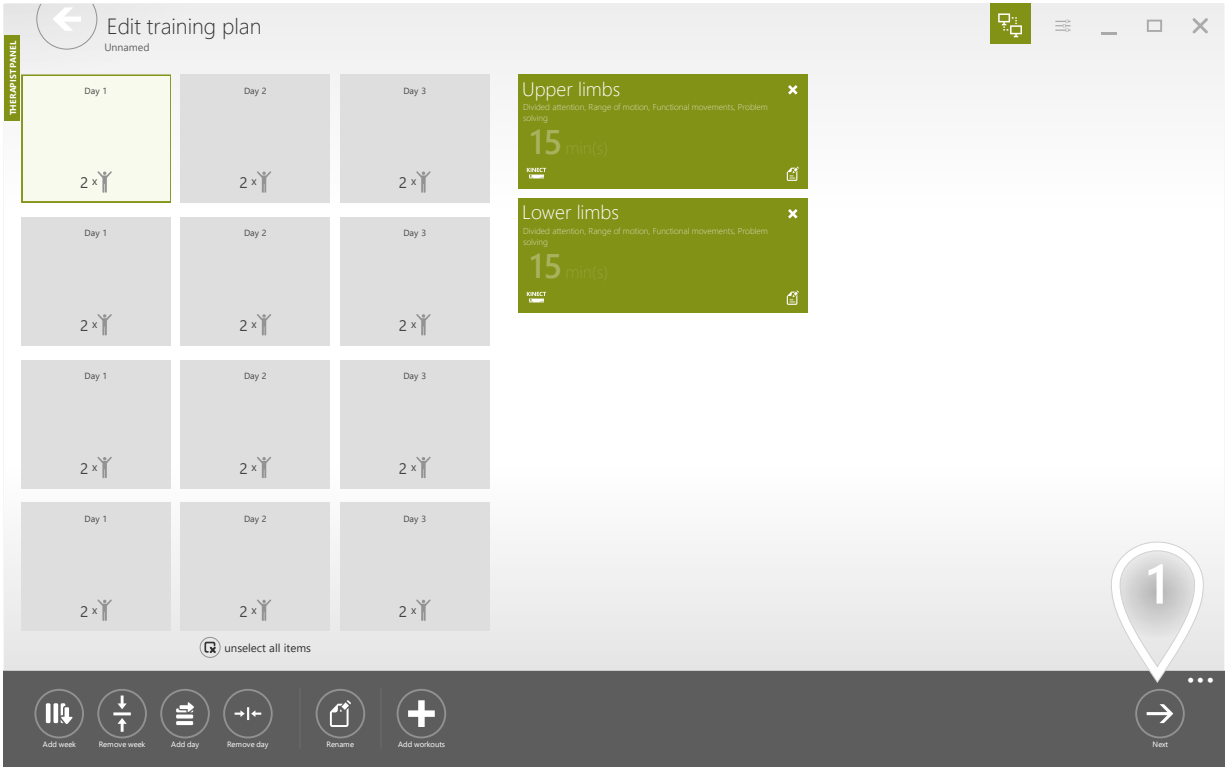 Edit training plan
Unnamed
THERAPIST PANEL
Day 1
Day 2
Day 3
2 x
2 x
2 x
Day 1
Day 2
Day 3
2 x
2 x
2 x
Day 1
Day 2
Day 3
2 x
2 x
2 x
Day 1
Day 2
Day 3
2 x
2 x
2 x
unselect all items
Upper limbs
Divided attention, Range of motion, Functional movements, Problem
solving
15 min(s)
KINECT
Lower limbs
Divided attention, Range of motion, Functional movements, Problem
solving
15 min(s)
KINECT
1
Add week
Remove week
Add day
Remove day
Rename
Add workouts
Next